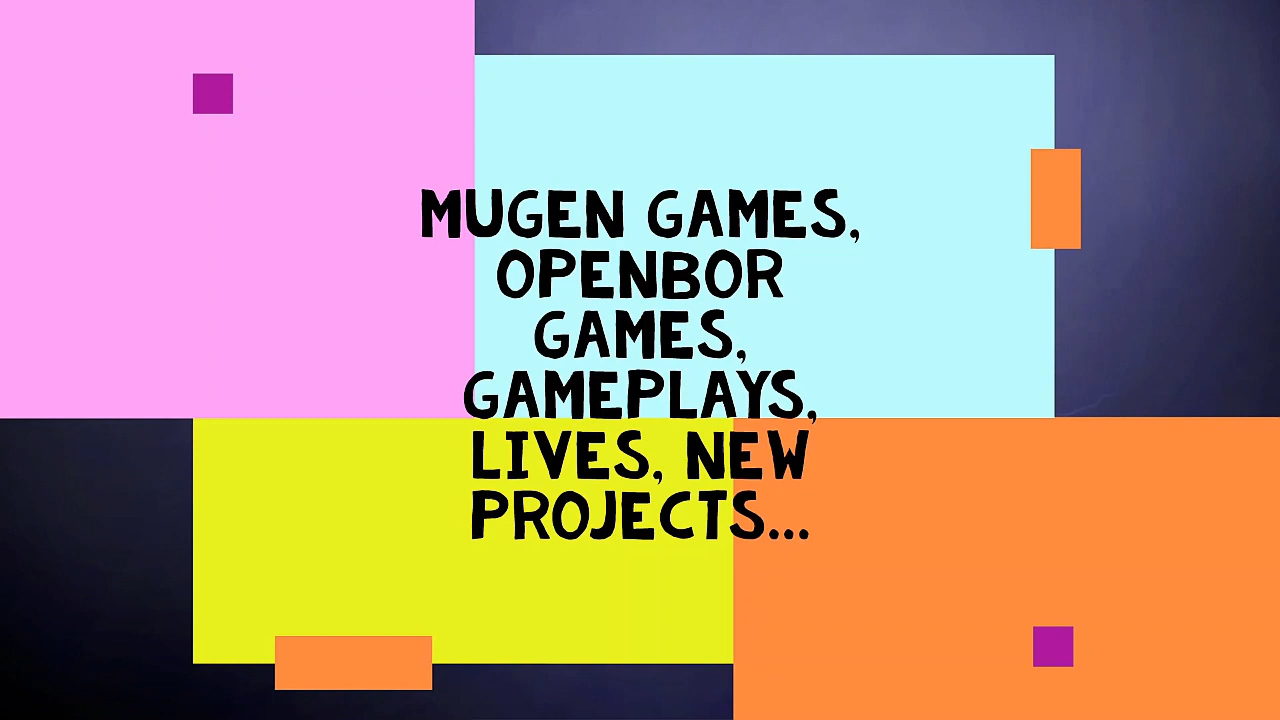 MUGEN GAMES,
OPENBOR
GAMES,
GAMEPLAYS,
LIVES, NEW
PROJECTS...